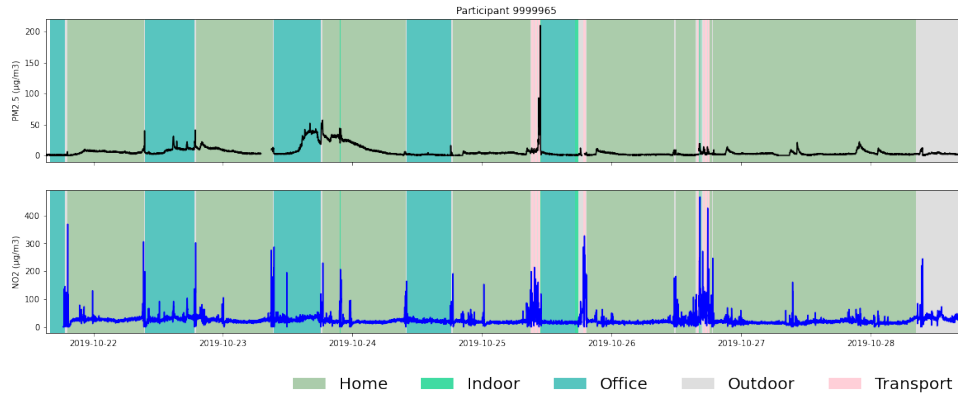 Participant 9999965
PM2.5 (µg/m3)
200
150
100
50
0
NO2 (µg/m3)
400
300
200
100
0
2019-10-22 2019-10-23 2019-10-24 2019-10-25 2019-10-26 2019-10-27 2019-10-28
Home Indoor Office Outdoor Transport